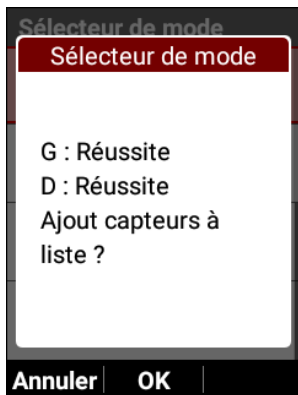 Sélecteur de mode
Sélecteur de mode
G : Réussite
D : Réussite
Ajout capteurs à
liste ?
Annuler OK